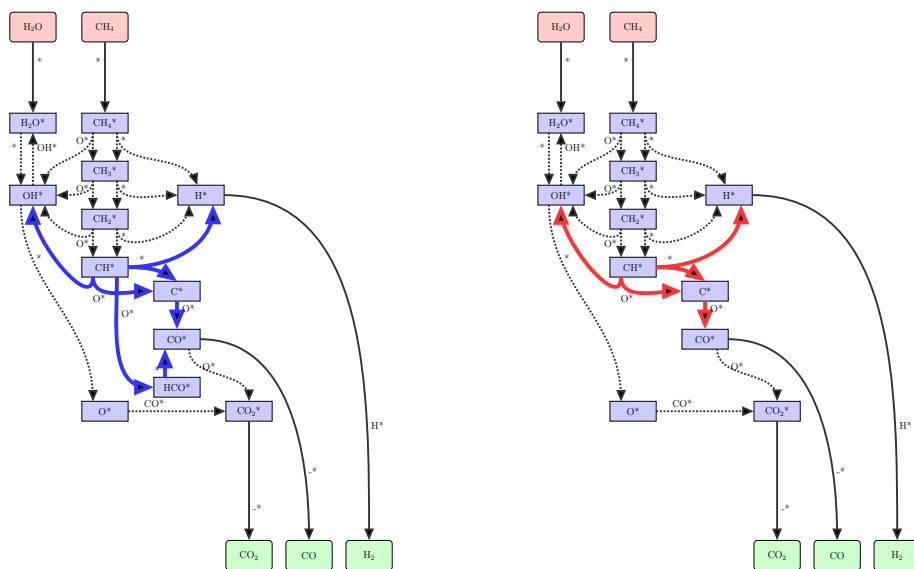 H₂O
CH₄
*
*
H₂O*
CH₄*
*
OH*
O*
*
CH₃*
O*
*
OH*
H*
CH₂*
O*
*
*
CH*
*
C*
O*
O*
O*
CO*
O*
*
HCO*
O*
CO*
CO₂*
H*
-*
-*
CO₂
CO
H₂
H₂O
CH₄
*
*
H₂O*
CH₄*
*
OH*
O*
*
CH₃*
O*
*
OH*
H*
CH₂*
O*
*
*
CH*
*
C*
O*
O*
CO*
O*
O*
CO*
CO₂*
H*
-*
-*
CO₂
CO
H₂